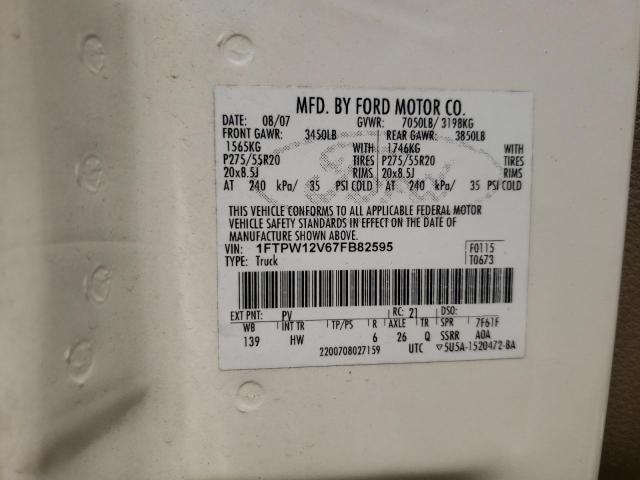 MFD. BY FORD MOTOR CO.
DATE: 08/07 GVWR: 7050LB/ 3198KG
FRONT GAWR: 3450LB REAR GAWR: 3850LB
1565KG WITH 1746KG WITH
P275/55R20 TIRES P275/55R20 TIRES
20x8.5J RIMS 20x8.5J RIMS
AT 240 kPa/ 35 PSI COLD AT 240 kPa/ 35 PSI COLD
THIS VEHICLE CONFORMS TO ALL APPLICABLE FEDERAL MOTOR
VEHICLE SAFETY STANDARDS IN EFFECT ON THE DATE OF
MANUFACTURE SHOWN ABOVE.
VIN: 1FTPW12V67FB82595 F0115
TYPE: Truck T0673
EXT PNT: PV RC: 21 DSO:
WB INT TR TP/PS R AXLE TR SPR 7F61F
139 HW 6 26 Q SSRR A0A
2200708027159 UTC ▽5U5A-1520472-BA